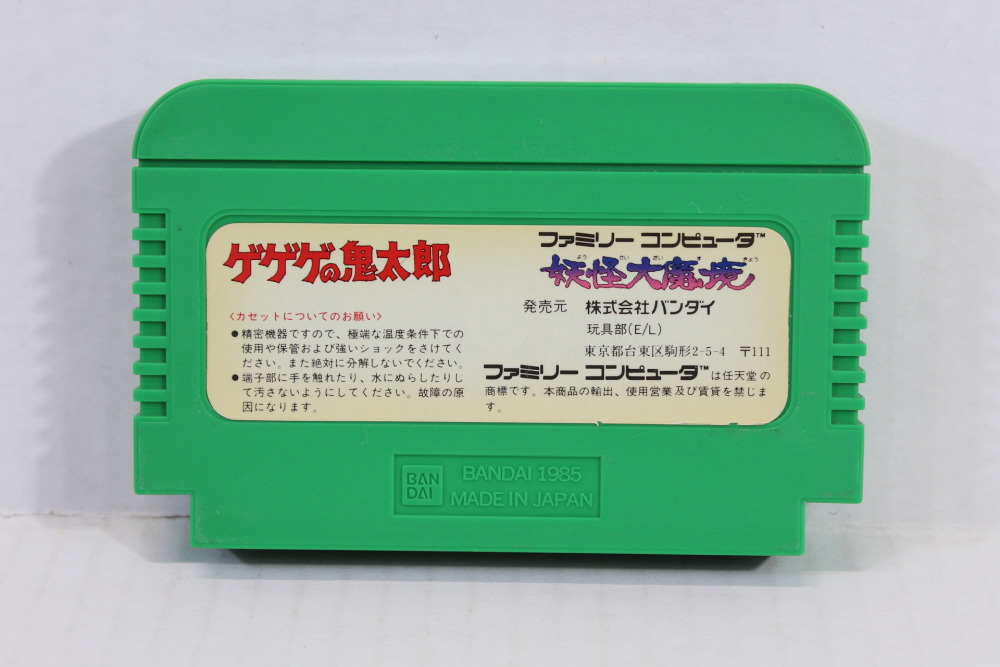 ゲゲゲの鬼太郎
<カセットについてのお願い>
●精密機器ですので、極端な温度条件下での
使用や保管および強いショックをさけてく
ださい。また絶対に分解しないでください。
●端子部に手を触れたり、水にぬらしたりし
て汚さないようにしてください。故障の原
因になります。
ファミリー コンピュータ™
よう かい だい ま きょう
妖怪大魔境
発売元 株式会社バンダイ
玩具部(E/L)
東京都台東区駒形2-5-4 〒111
ファミリー コンピュータ™は任天堂の
商標です。本商品の輸出、使用営業及び賃貸を禁じま
す。
BAN
DAI
BANDAI 1985
MADE IN JAPAN